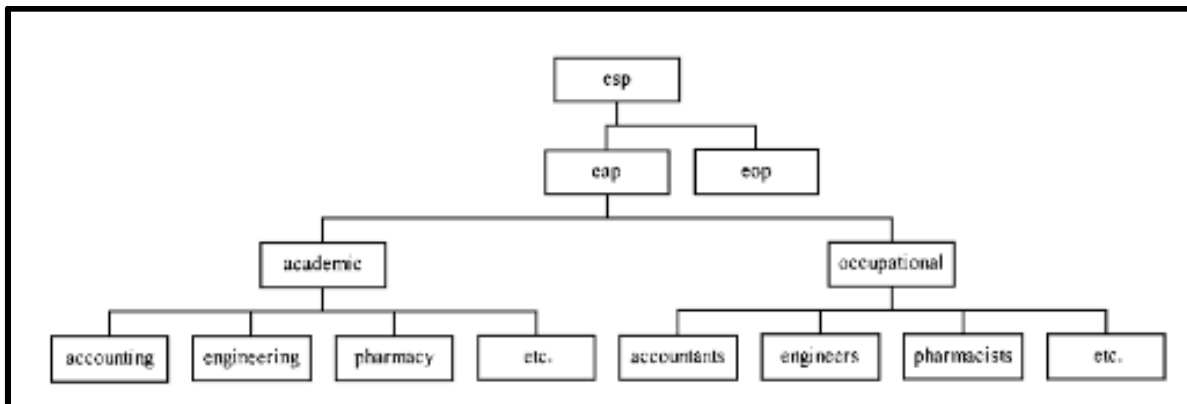 esp
eap
eop
academic
occupational
accounting
engineering
pharmacy
etc.
accountants
engineers
pharmacists
etc.